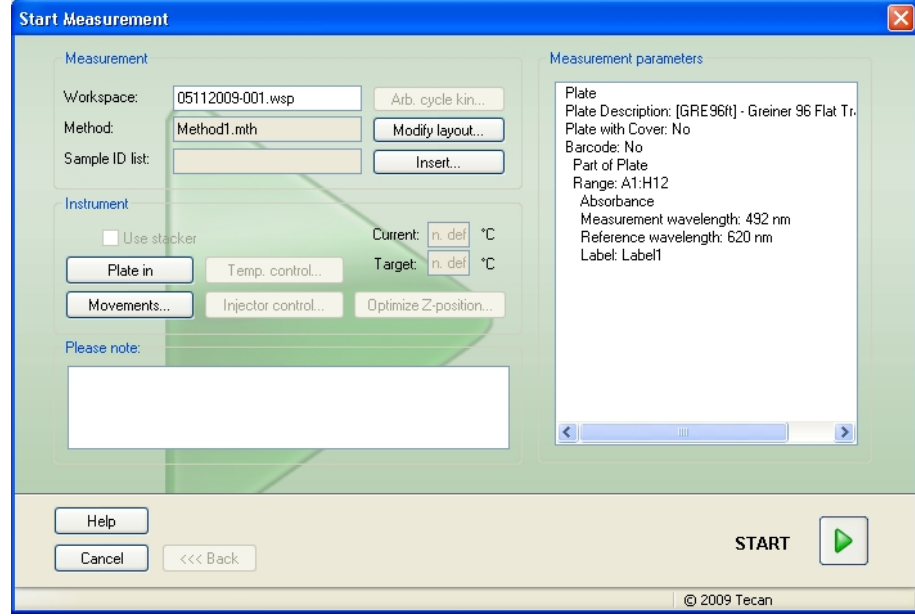 Start Measurement
Measurement
Workspace: 05112009-001.wsp Arb. cycle kin...
Method: Method1.mth Modify layout...
Sample ID list: Insert...
Instrument
Use stacker
Current: n. def °C
Target: n. def °C
Plate in Temp. control...
Movements... Injector control... Optimize Z-position...
Please note:
Measurement parameters
Plate
Plate Description: [GRE96ft] - Greiner 96 Flat Tr
Plate with Cover: No
Barcode: No
Part of Plate
Range: A1:H12
Absorbance
Measurement wavelength: 492 nm
Reference wavelength: 620 nm
Label: Label1
Help
Cancel <<< Back
START
© 2009 Tecan